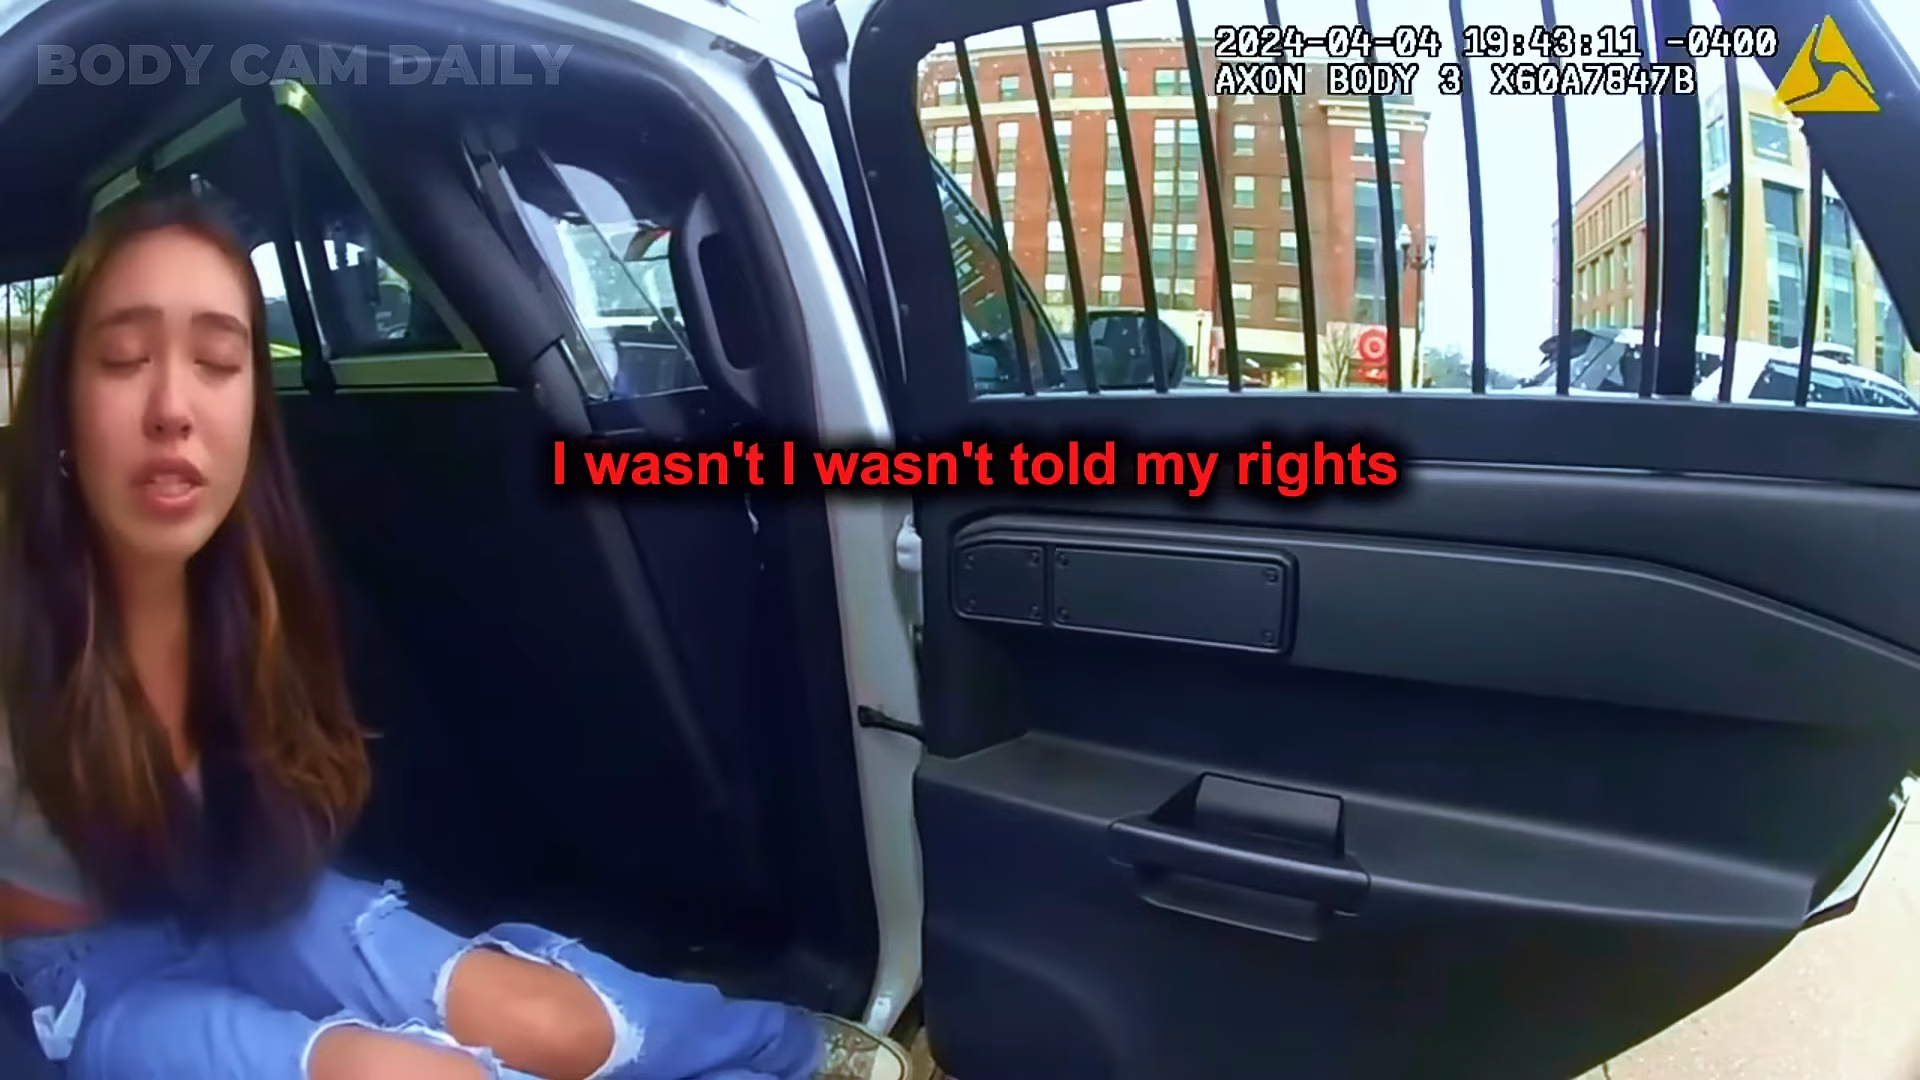 BODY CAM DAILY
2024-04-04 19:43:11 -0400
AXON BODY 3 X60A7847B
I wasn't I wasn't told my rights